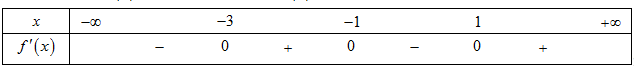 x −∞ −3 −1 1 +∞
f'(x) − 0 + 0 − 0 +